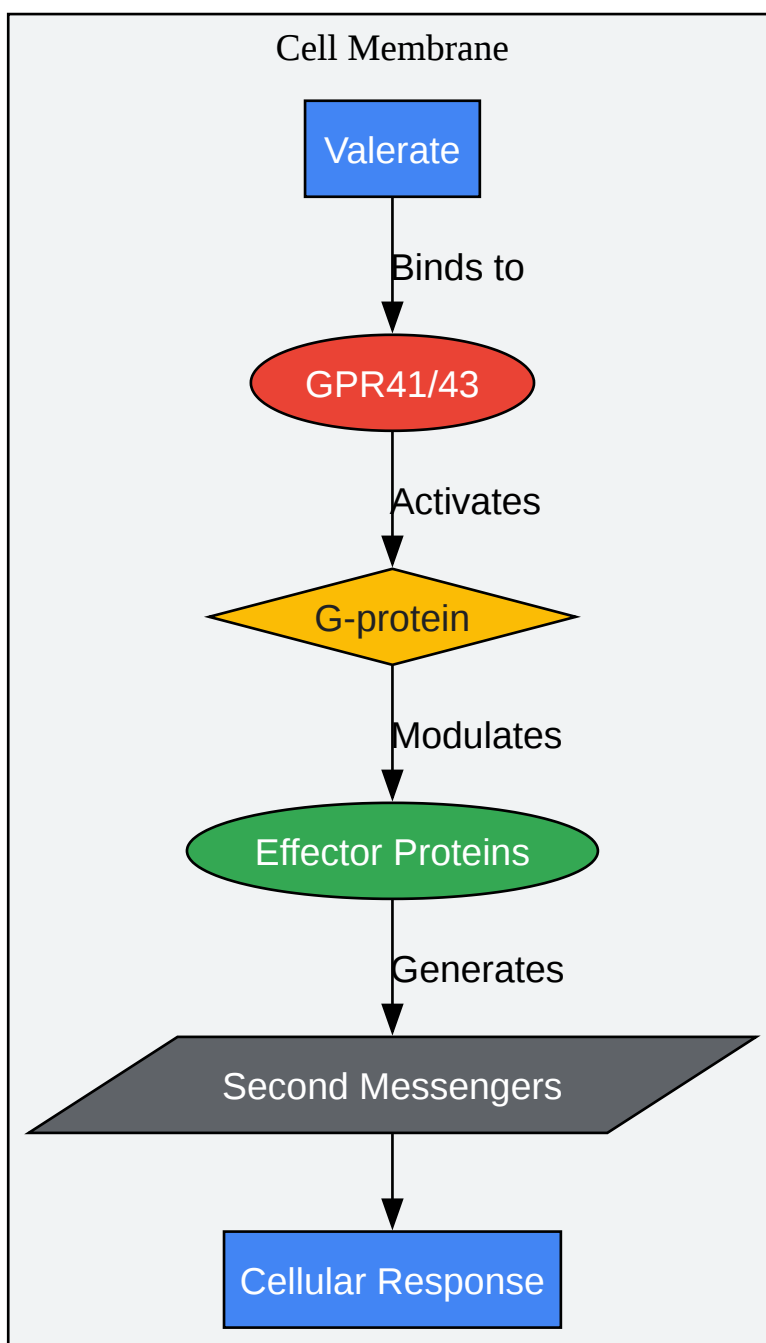 Cell Membrane
Valerate
Binds to
GPR41/43
Activates
G-protein
Modulates
Effector Proteins
Generates
Second Messengers
Cellular Response